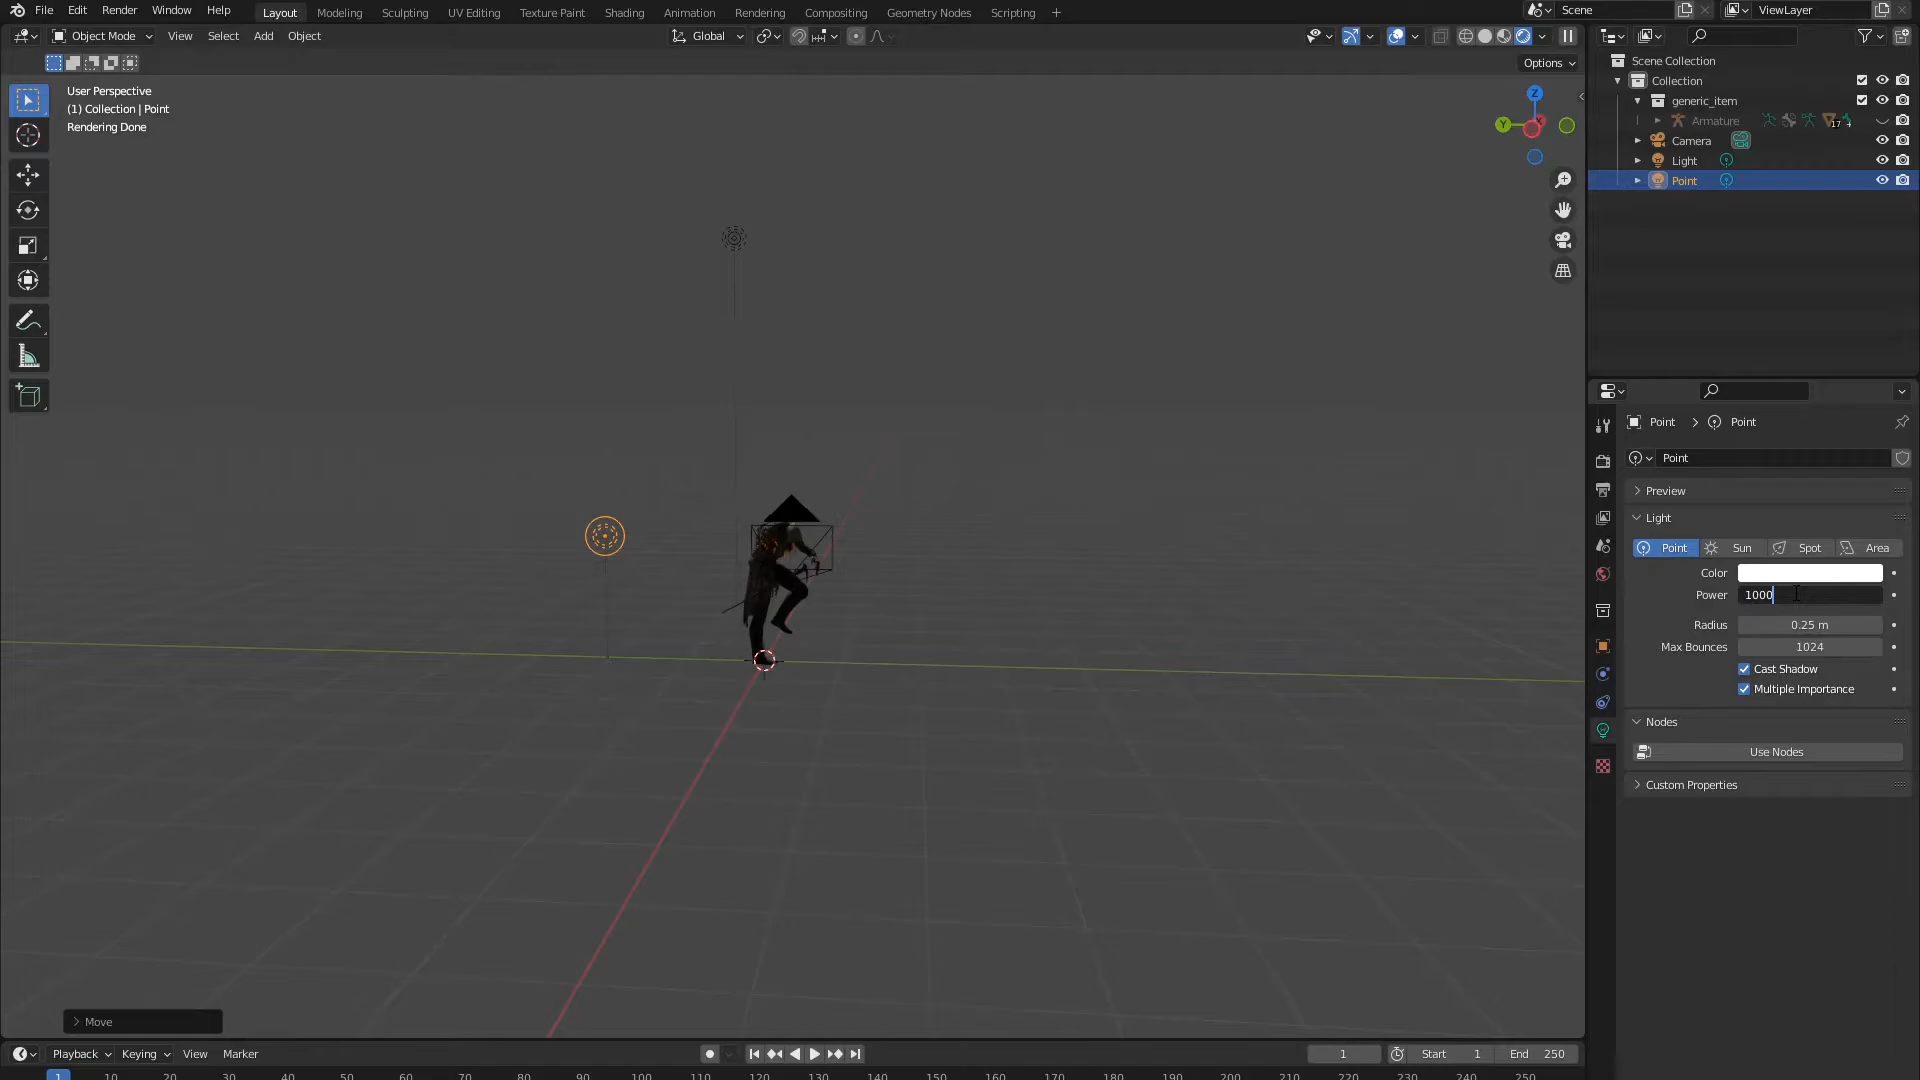 File Edit Render Window Help Layout Modeling Sculpting UV Editing Texture Paint Shading Animation Rendering Compositing Geometry Nodes Scripting + Scene ViewLayer
Object Mode View Select Add Object Global
Options
User Perspective
(1) Collection | Point
Rendering Done
Z
Y
X
Scene Collection
Collection
generic_item
Armature 17 4
Camera
Light
Point
Point > Point
Point
Preview
Light
Point Sun Spot Area
Color
Power 1000
Radius 0.25 m
Max Bounces 1024
Cast Shadow
Multiple Importance
Nodes
Use Nodes
Custom Properties
Move
Playback Keying View Marker 1 Start 1 End 250
1 10 20 30 40 50 60 70 80 90 100 110 120 130 140 150 160 170 180 190 200 210 220 230 240 250